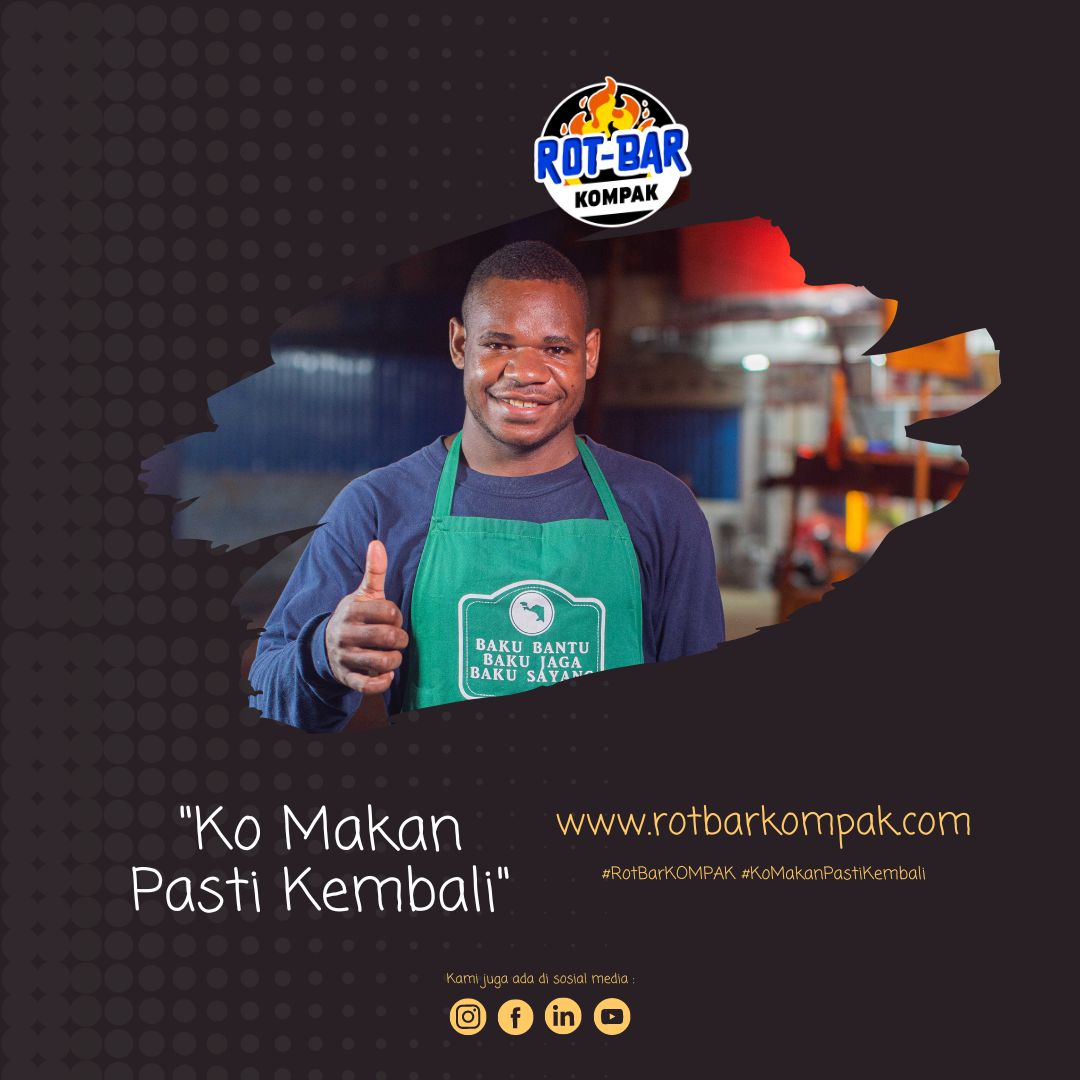 ROT-BAR
KOMPAK
BAKU BANTU
BAKU JAGA
BAKU SAYANG
"Ko Makan
Pasti Kembali"
www.rotbarkompak.com
#RotBarKOMPAK #KoMakanPastiKembali
Kami juga ada di sosial media :